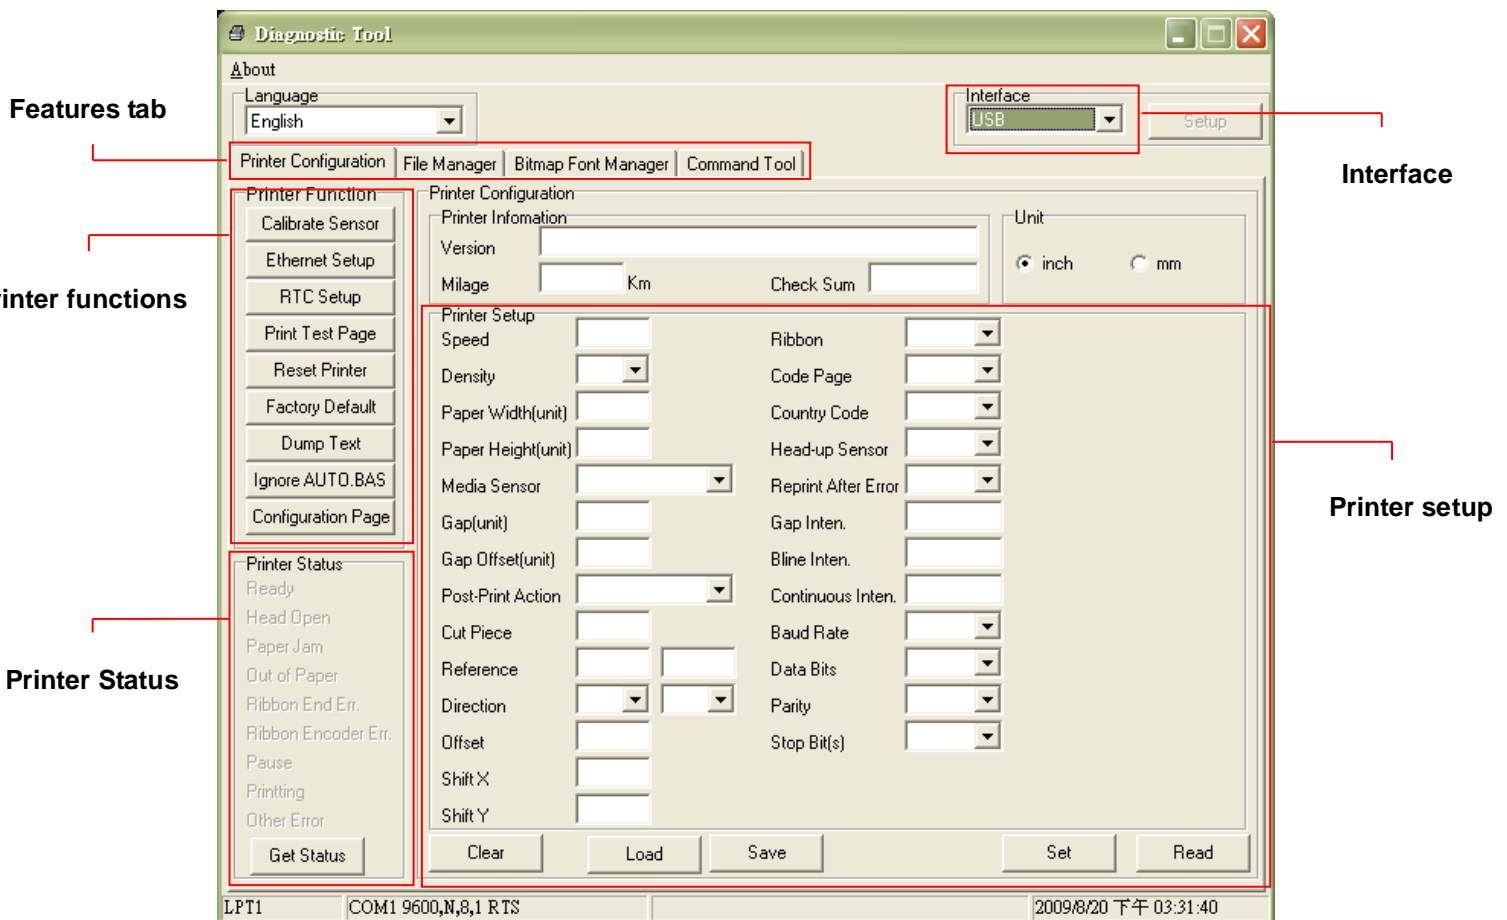 Diagnostic Tool
About
Language
English
Interface
USB
Setup
Features tab
Interface
Printer Configuration
File Manager
Bitmap Font Manager
Command Tool
Printer Function
Calibrate Sensor
Ethernet Setup
RTC Setup
Print Test Page
Reset Printer
Factory Default
Dump Text
Ignore AUTO.BAS
Configuration Page
inter functions
Printer Configuration
Printer Infomation
Version
Milage Km Check Sum
Unit
inch mm
Printer Setup
Speed
Density
Paper Width(unit)
Paper Height(unit)
Media Sensor
Gap(unit)
Gap Offset(unit)
Post-Print Action
Cut Piece
Reference
Direction
Offset
Shift X
Shift Y
Ribbon
Code Page
Country Code
Head-up Sensor
Reprint After Error
Gap Inten.
Bline Inten.
Continuous Inten.
Baud Rate
Data Bits
Parity
Stop Bit(s)
Printer setup
Printer Status
Ready
Head Open
Paper Jam
Out of Paper
Ribbon End Err.
Ribbon Encoder Err.
Pause
Printting
Other Error
Get Status
Printer Status
Clear
Load
Save
Set
Read
LPT1
COM1 9600,N,8,1 RTS
2009/8/20 下午 03:31:40